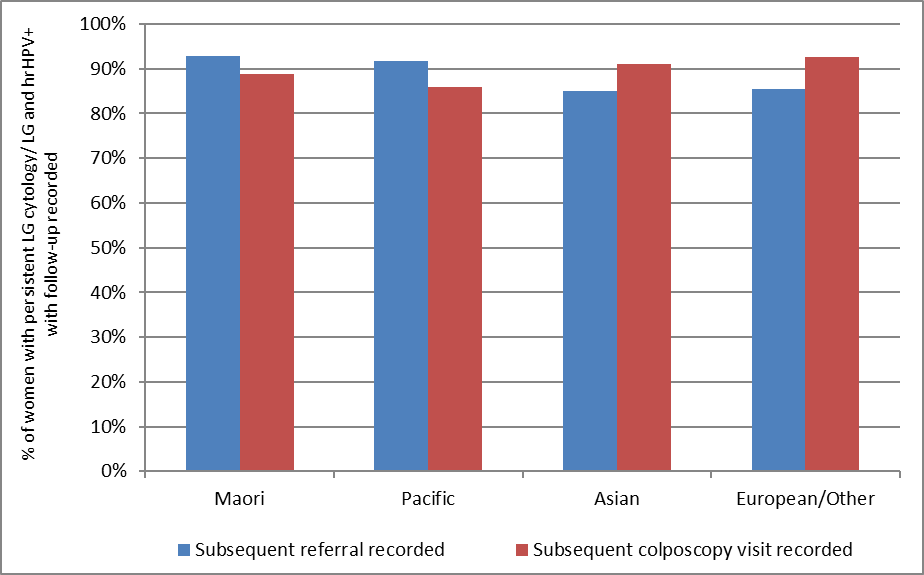 % of women with persistent LG cytology/ LG and hrHPV+
with follow-up recorded
100%
90%
80%
70%
60%
50%
40%
30%
20%
10%
0%
Maori Pacific Asian European/Other
Subsequent referral recorded Subsequent colposcopy visit recorded